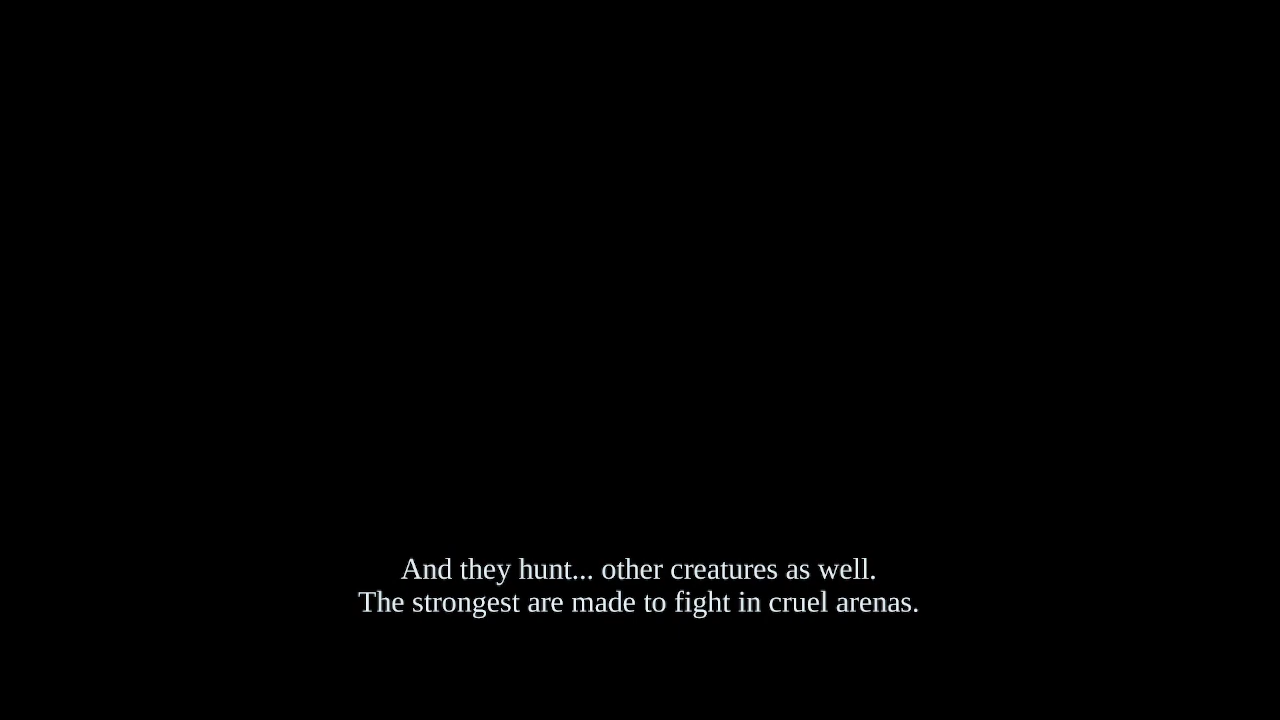 And they hunt... other creatures as well.
The strongest are made to fight in cruel arenas.